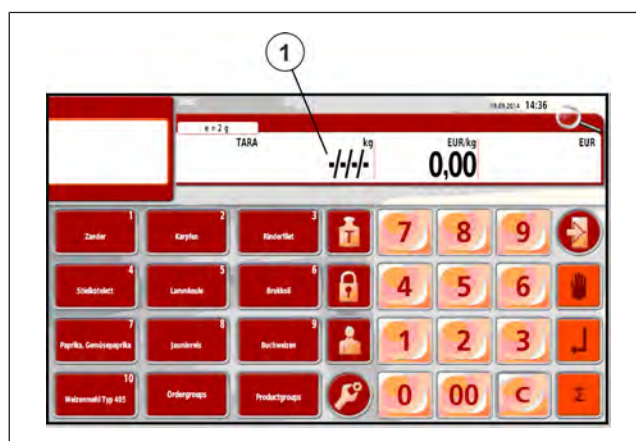 1
19.09.2014 14:36
e = 2 g
TARA kg EUR/kg EUR
-/-/-/- 0,00
1 2 3
Zander Karpfen Rinderfilet T 7 8 9
4 5 6
Stielkotelett Lammkeule Brokkoli 4 5 6
7 8 9
Paprika, Gemüsepaprika Jasminreis Buchweizen 1 2 3
10
Weizenmehl Typ 405 Ordergroups Productgroups 0 00 C Σ